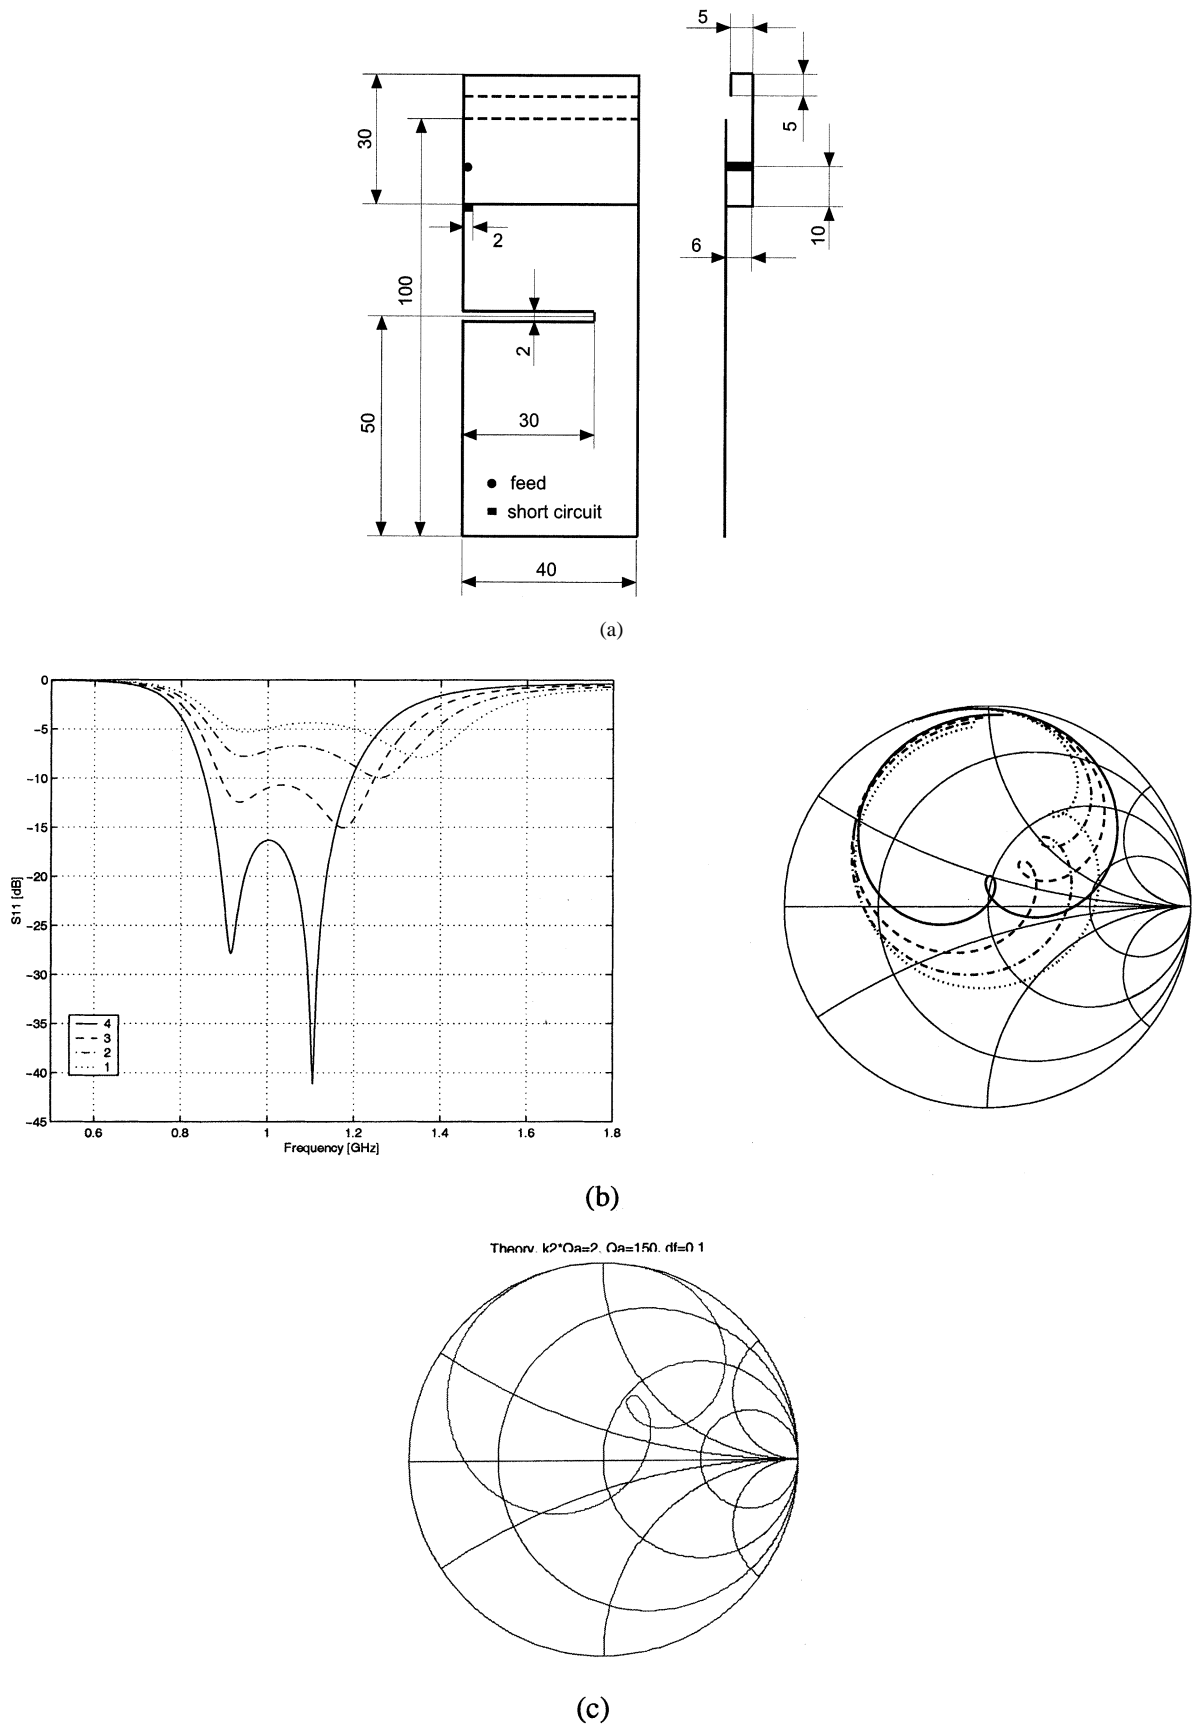 5
30
5
10
2
6
100
50
2
30
feed
short circuit
40
(a)
0
−5
−10
−15
−20
−25
−30
−35
−40
−45
S11 [dB]
4
3
2
1
0.6 0.8 1 1.2 1.4 1.6 1.8
Frequency [GHz]
(b)
Theory, k2*Qa=2, Qa=150, df=0.1
(c)